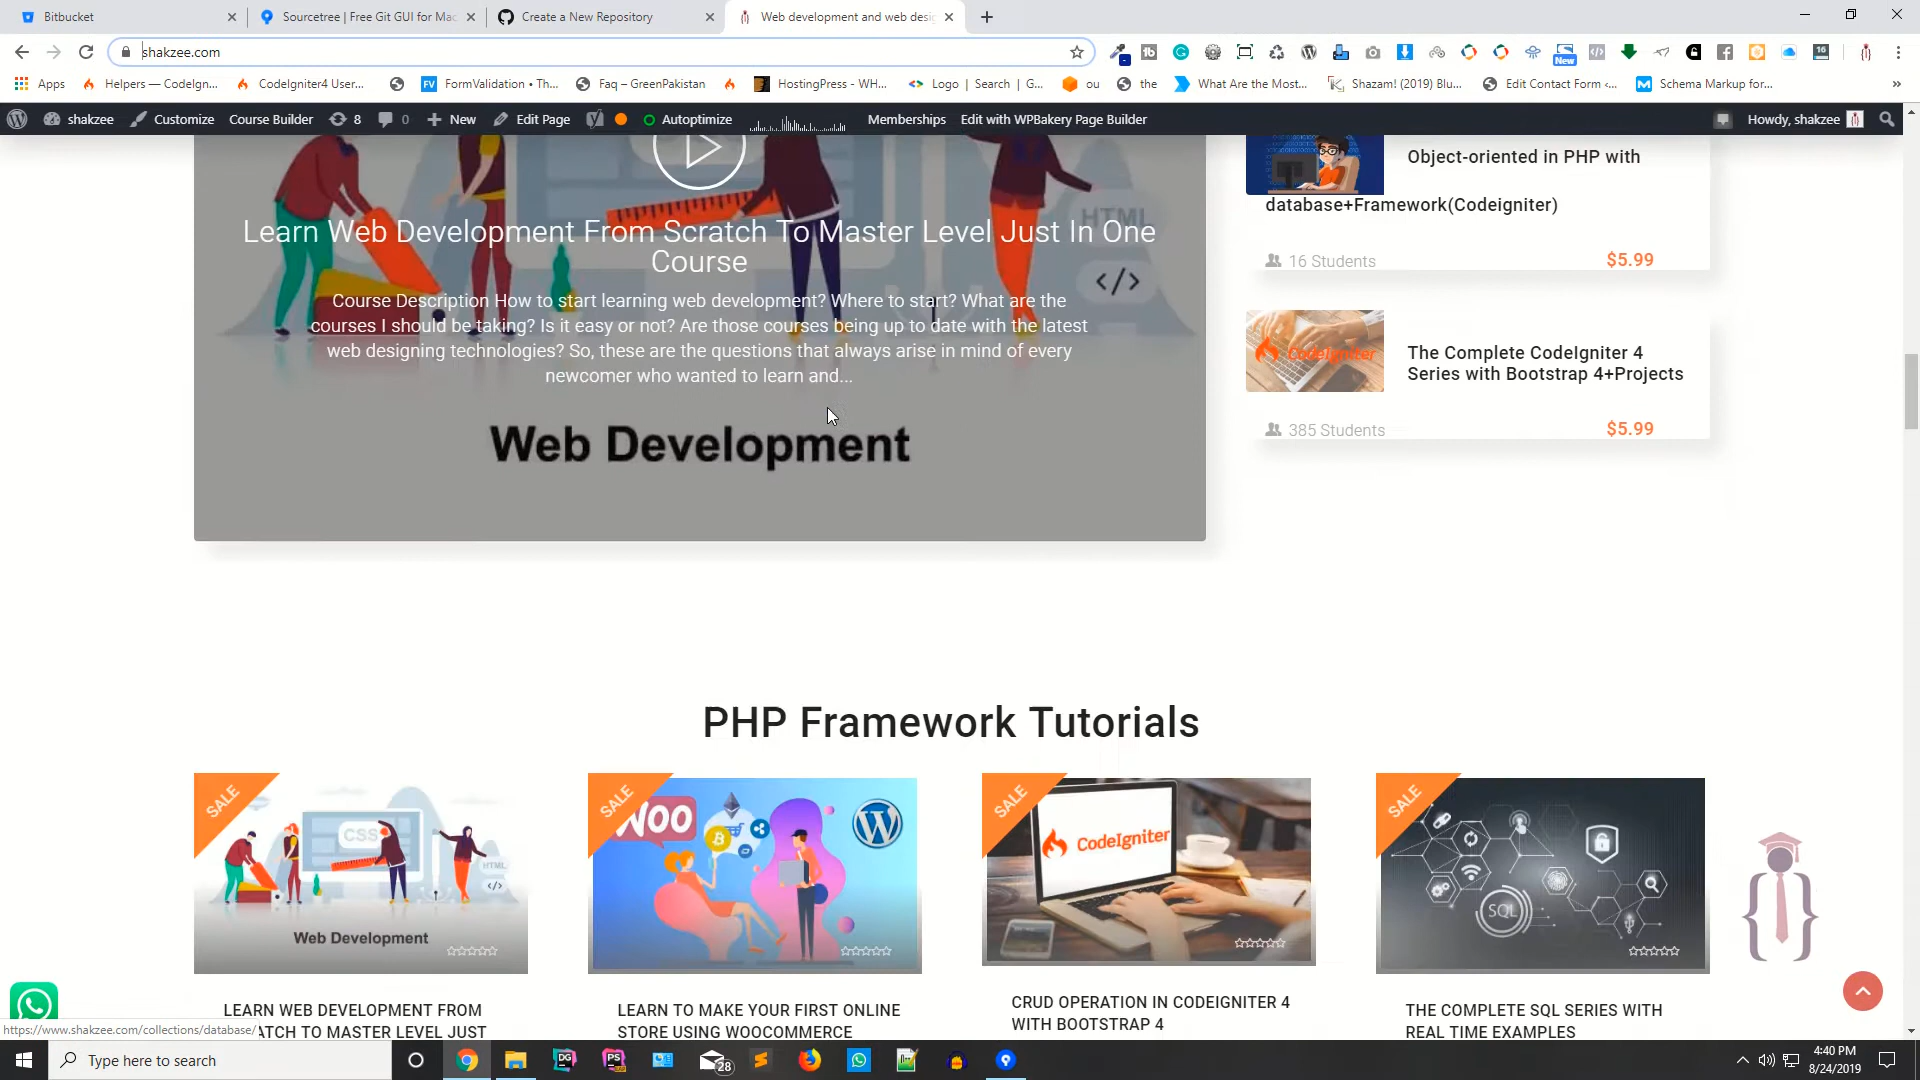 Bitbucket
Sourcetree | Free Git GUI for Mac
Create a New Repository
Web development and web desig
shakzee.com
New
16
Apps
Helpers — CodeIgn...
CodeIgniter4 User...
FV
FormValidation • Th...
Faq – GreenPakistan
HostingPress - WH...
Logo | Search | G...
ou
the
What Are the Most...
Shazam! (2019) Blu...
Edit Contact Form ‹...
Schema Markup for...
»
shakzee
Customize
Course Builder
8
0
New
Edit Page
Autoptimize
Memberships
Edit with WPBakery Page Builder
Howdy, shakzee
HTML
</>
Learn Web Development From Scratch To Master Level Just In One
Course
Course Description How to start learning web development? Where to start? What are the
courses I should be taking? Is it easy or not? Are those courses being up to date with the latest
web designing technologies? So, these are the questions that always arise in mind of every
newcomer who wanted to learn and...
Web Development
Object-oriented in PHP with
database+Framework(Codeigniter)
16 Students
$5.99
CodeIgniter
The Complete CodeIgniter 4
Series with Bootstrap 4+Projects
385 Students
$5.99
PHP Framework Tutorials
SALE
CSS
HTML
</>
Web Development
SALE
WOO
SALE
CodeIgniter
SALE
SQL
LEARN WEB DEVELOPMENT FROM
ATCH TO MASTER LEVEL JUST
LEARN TO MAKE YOUR FIRST ONLINE
STORE USING WOOCOMMERCE
CRUD OPERATION IN CODEIGNITER 4
WITH BOOTSTRAP 4
THE COMPLETE SQL SERIES WITH
REAL TIME EXAMPLES
https://www.shakzee.com/collections/database/
Type here to search
DG
PS
28
4:40 PM
8/24/2019